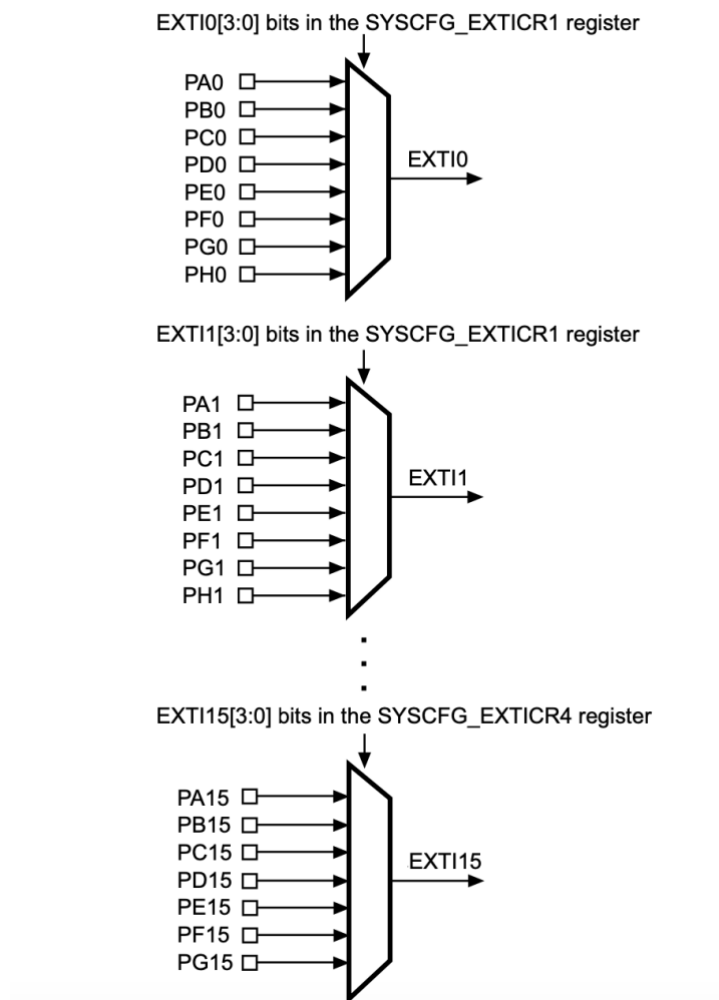 EXTI0[3:0] bits in the SYSCFG_EXTICR1 register
PA0
PB0
PC0
PD0
PE0
PF0
PG0
PH0
EXTI0
EXTI1[3:0] bits in the SYSCFG_EXTICR1 register
PA1
PB1
PC1
PD1
PE1
PF1
PG1
PH1
EXTI1
EXTI15[3:0] bits in the SYSCFG_EXTICR4 register
PA15
PB15
PC15
PD15
PE15
PF15
PG15
EXTI15